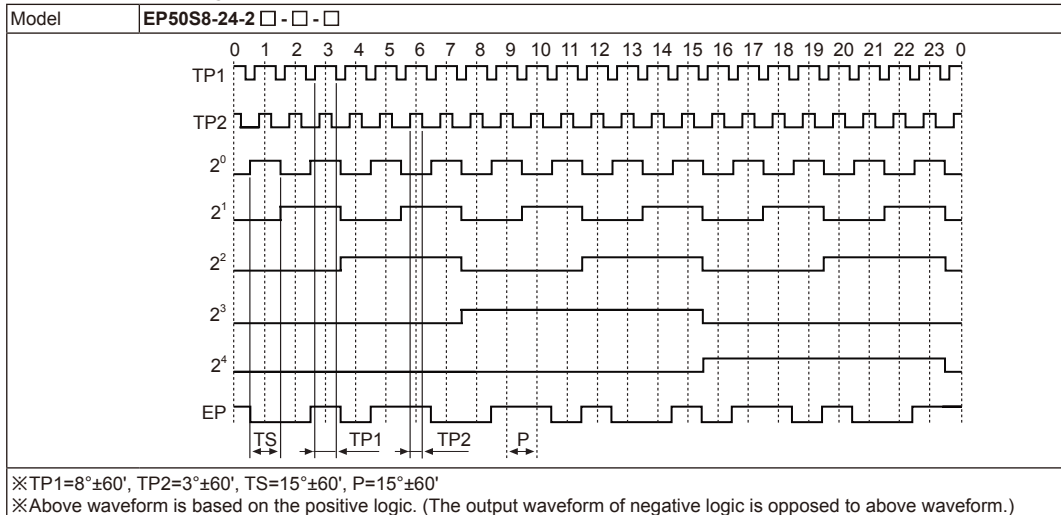 Model EP50S8-24-2 □ - □ - □
0 1 2 3 4 5 6 7 8 9 10 11 12 13 14 15 16 17 18 19 20 21 22 23 0
TP1
TP2
2⁰
2¹
2²
2³
2⁴
EP
TS TP1 TP2 P
※TP1=8°±60', TP2=3°±60', TS=15°±60', P=15°±60'
※Above waveform is based on the positive logic. (The output waveform of negative logic is opposed to above waveform.)